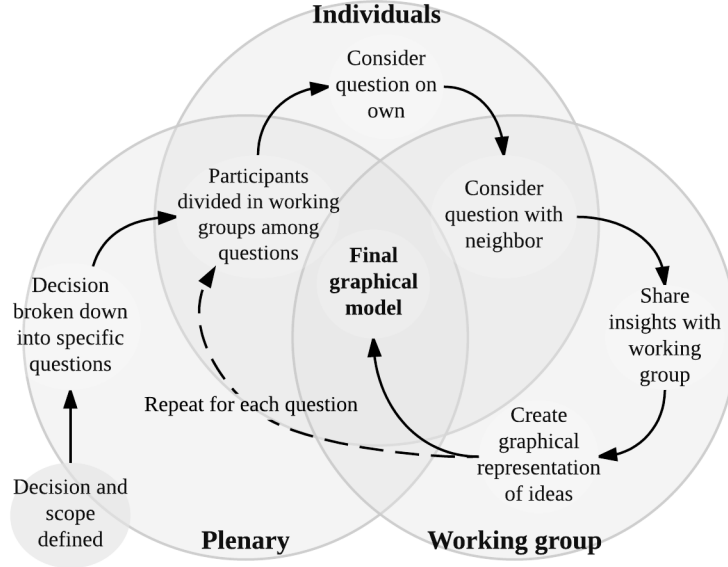 Individuals
Consider
question on
own
Participants
divided in working
groups among
questions
Consider
question with
neighbor
Final
graphical
model
Decision
broken down
into specific
questions
Share
insights with
working
group
Repeat for each question
Create
graphical
representation
of ideas
Decision and
scope
defined
Plenary
Working group